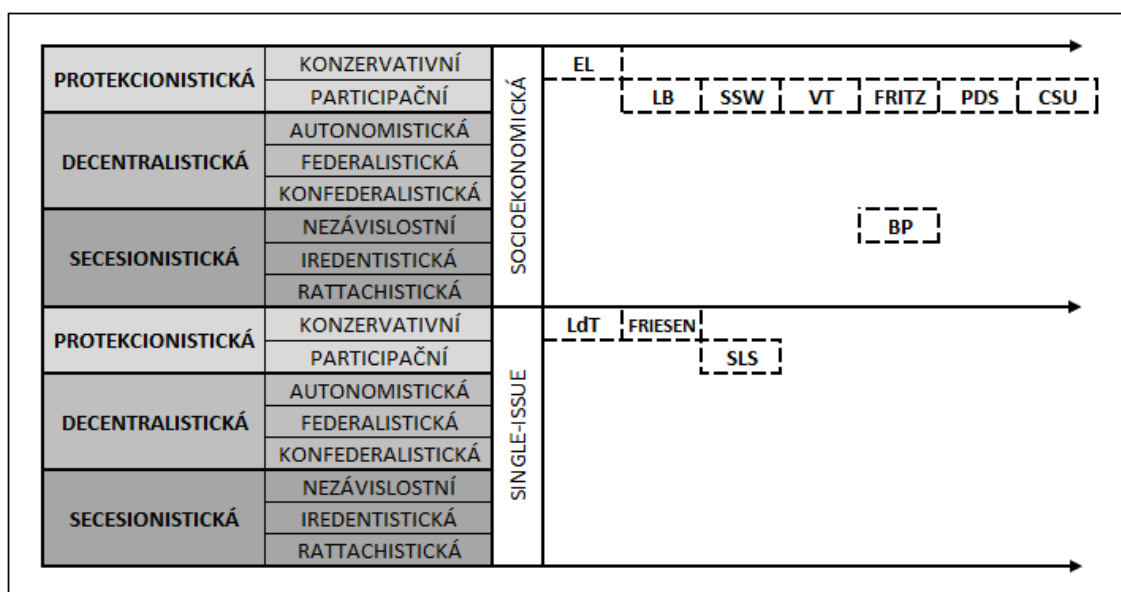 PROTEKCIONISTICKÁ
KONZERVATIVNÍ
PARTICIPAČNÍ
DECENTRALISTICKÁ
AUTONOMISTICKÁ
FEDERALISTICKÁ
KONFEDERALISTICKÁ
SECESIONISTICKÁ
NEZÁVISLOSTNÍ
IREDENTISTICKÁ
RATTACHISTICKÁ
SOCIOEKONOMICKÁ
EL
LB SSW VT FRITZ PDS CSU
BP
PROTEKCIONISTICKÁ
KONZERVATIVNÍ
PARTICIPAČNÍ
DECENTRALISTICKÁ
AUTONOMISTICKÁ
FEDERALISTICKÁ
KONFEDERALISTICKÁ
SECESIONISTICKÁ
NEZÁVISLOSTNÍ
IREDENTISTICKÁ
RATTACHISTICKÁ
SINGLE-ISSUE
LdT FRIESEN
SLS